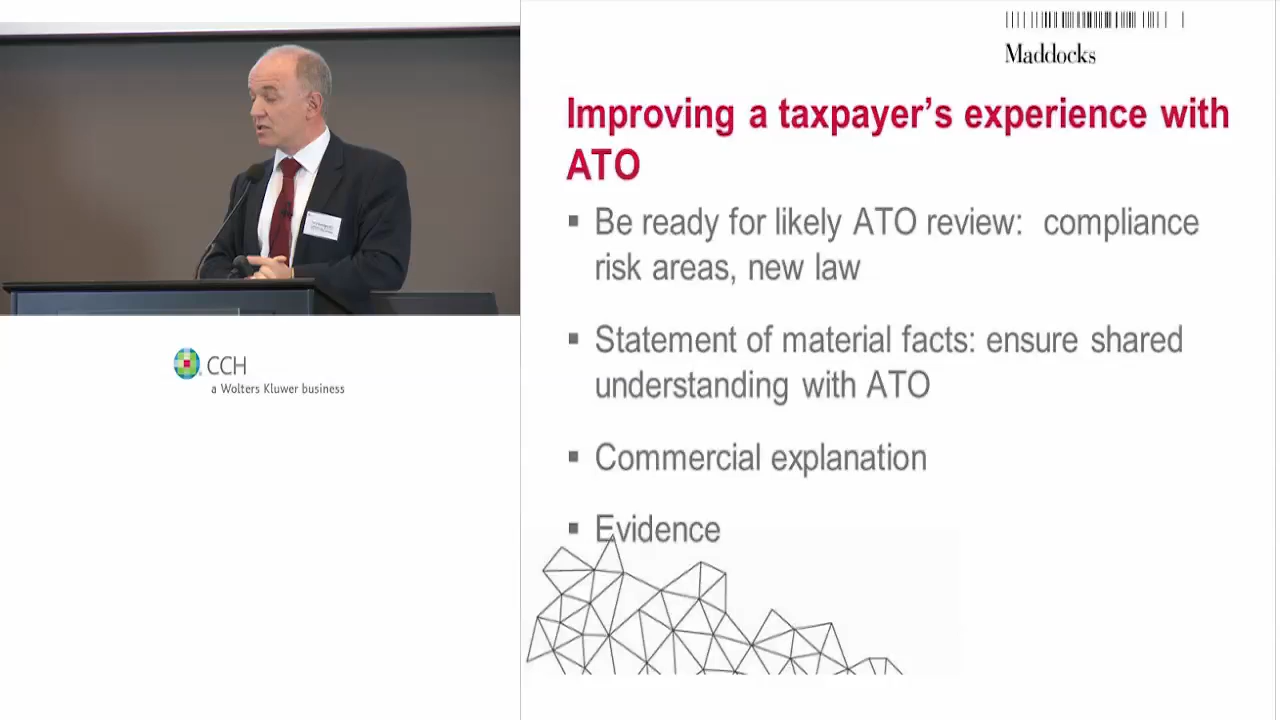 Maddocks
Improving a taxpayer's experience with
ATO
▪ Be ready for likely ATO review:  compliance
risk areas, new law
▪ Statement of material facts: ensure shared
understanding with ATO
▪ Commercial explanation
▪ Evidence
CCH
a Wolters Kluwer business